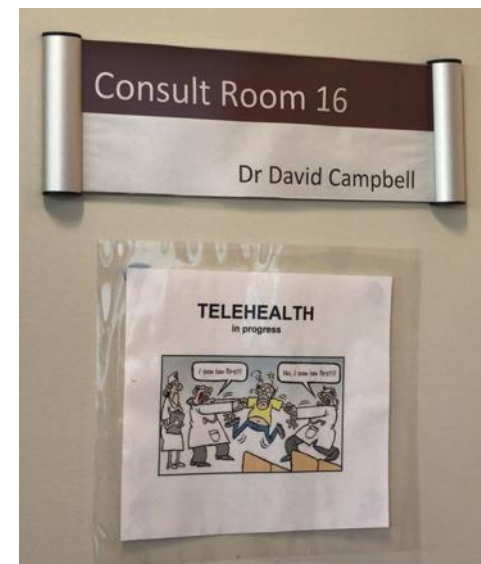 Consult Room 16
Dr David Campbell
TELEHEALTH
in progress
I saw him first!!
No, I saw him first!!